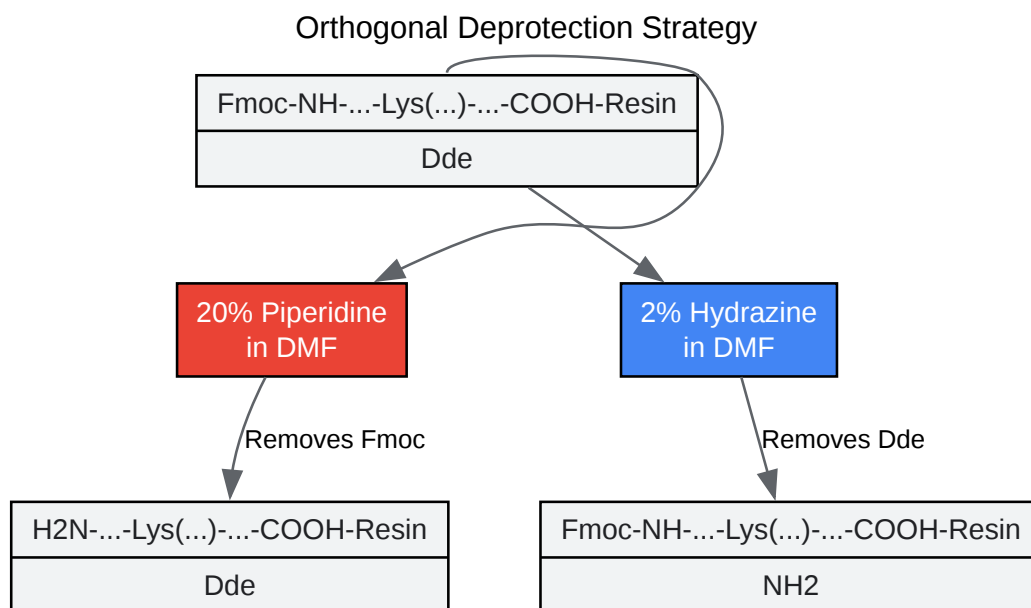 Orthogonal Deprotection Strategy
Fmoc-NH-...-Lys(...)-...-COOH-Resin
Dde
20% Piperidine
in DMF
2% Hydrazine
in DMF
Removes Fmoc
Removes Dde
H2N-...-Lys(...)-...-COOH-Resin
Dde
Fmoc-NH-...-Lys(...)-...-COOH-Resin
NH2